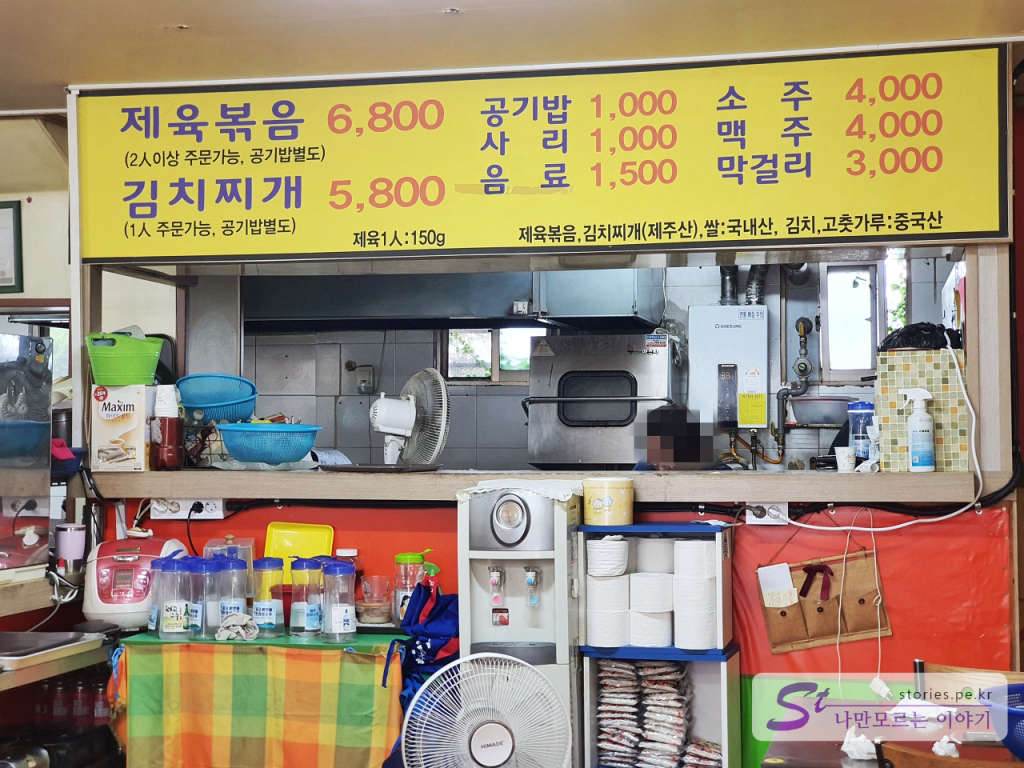 제육볶음 6,800
(2人이상 주문가능, 공기밥별도)
김치찌개 5,800
(1人 주문가능, 공기밥별도)
제육1人:150g
공기밥 1,000
사 리 1,000
음 료 1,500
소 주 4,000
맥 주 4,000
막걸리 3,000
제육볶음,김치찌개(제주산),쌀:국내산, 김치,고춧가루:중국산
Maxim
St
stories.pe.kr
나만모르는 이야기